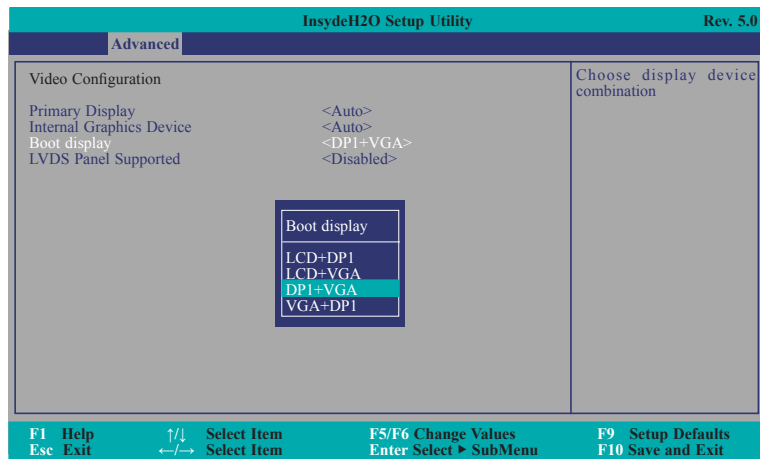 InsydeH2O Setup Utility Rev. 5.0
Advanced
Video Configuration
Primary Display <Auto>
Internal Graphics Device <Auto>
Boot display <DP1+VGA>
LVDS Panel Supported <Disabled>
Choose display device
combination
Boot display
LCD+DP1
LCD+VGA
DP1+VGA
VGA+DP1
F1 Help ↑/↓ Select Item F5/F6 Change Values F9 Setup Defaults
Esc Exit ←/→ Select Item Enter Select ▶ SubMenu F10 Save and Exit